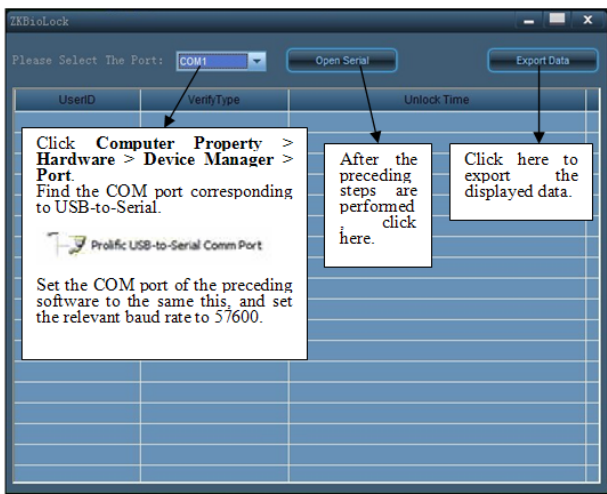 ZKBioLock
Please Select The Port: COM1 Open Serial Export Data
UserID VerifyType Unlock Time
Click Computer Property >
Hardware > Device Manager >
Port.
Find the COM port corresponding
to USB-to-Serial.
Prolific USB-to-Serial Comm Port
Set the COM port of the preceding
software to the same this, and set
the relevant baud rate to 57600.
After the
preceding
steps are
performed
, click
here.
Click here to
export the
displayed data.